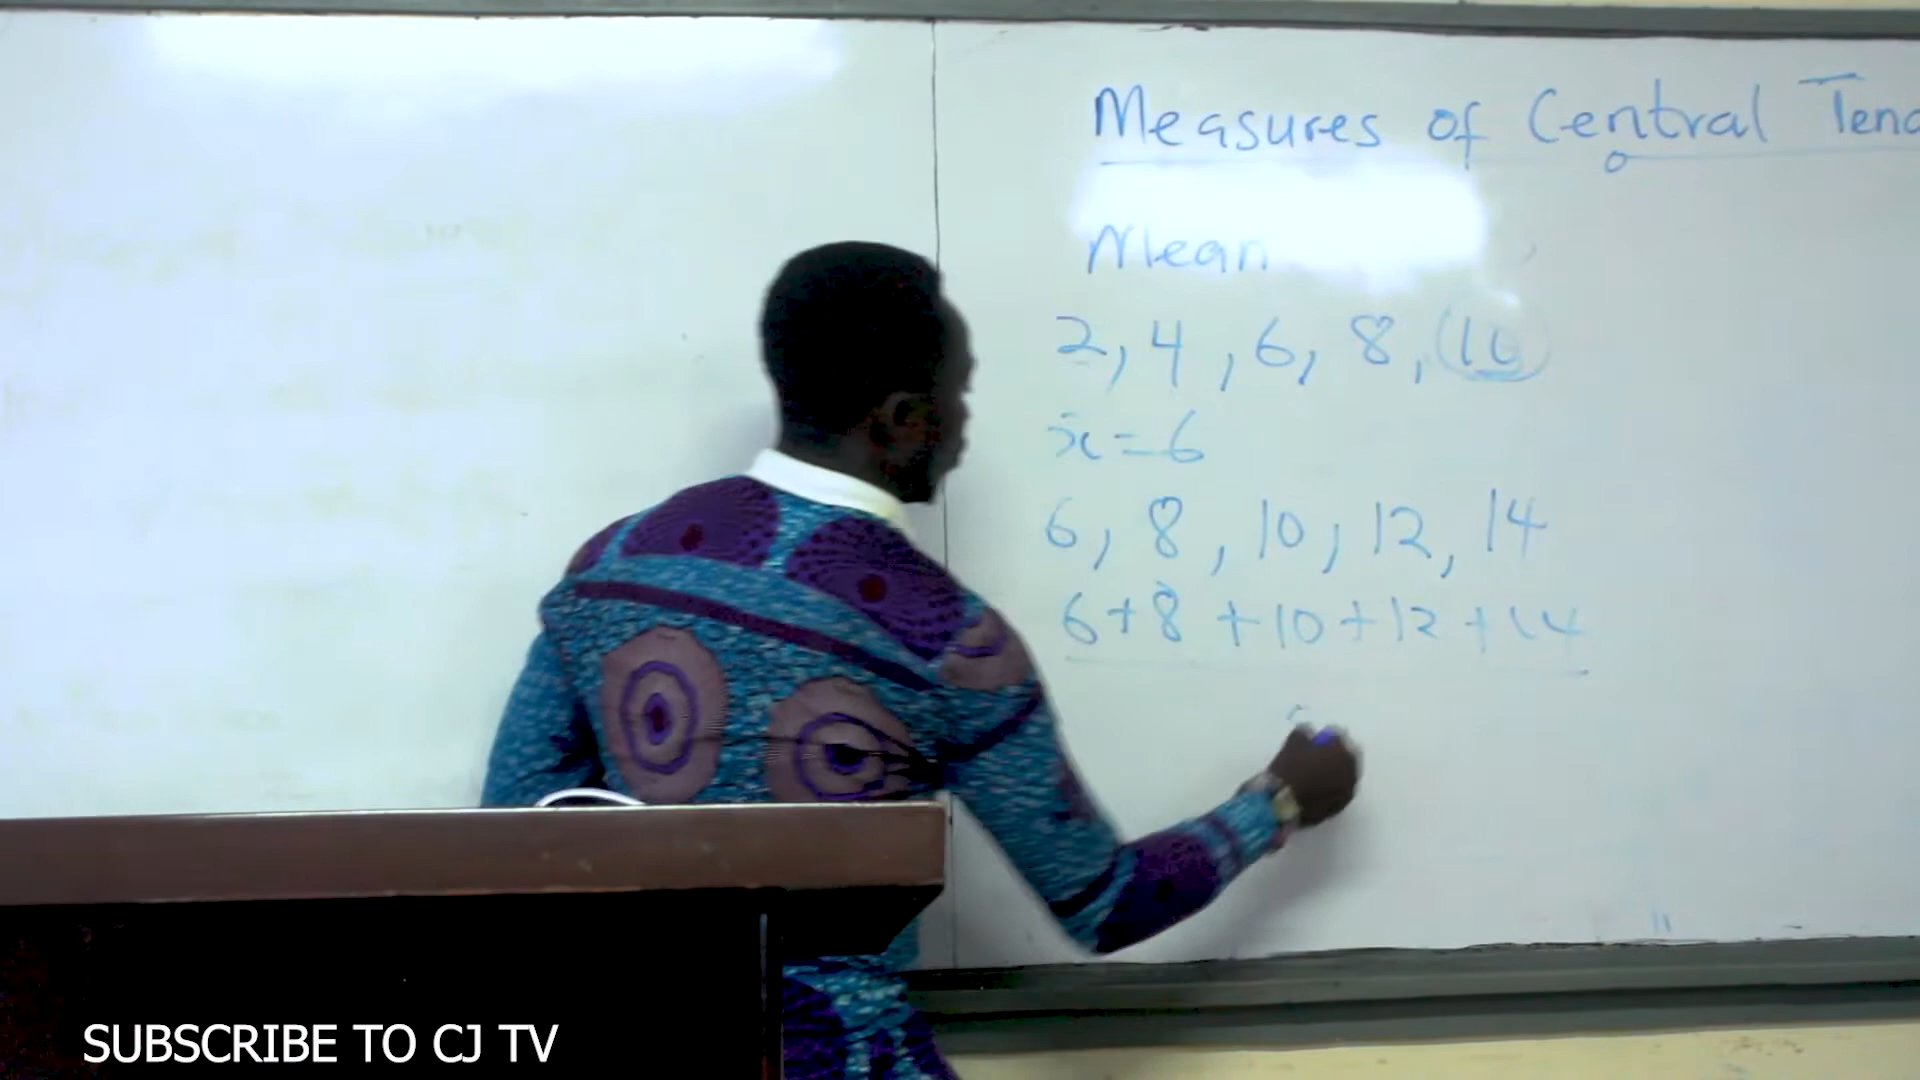 Measures of Central Tend
Mean
2, 4, 6, 8, 10
x̄ = 6
6, 8, 10, 12, 14
6+8+10+12+14
SUBSCRIBE TO CJ TV